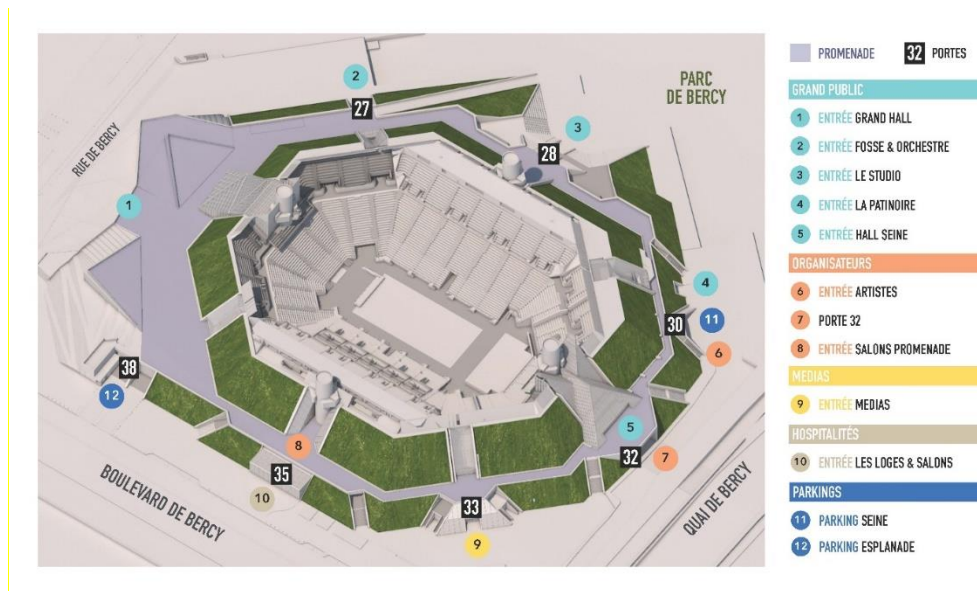 2
27
PARC
DE BERCY
3
28
RUE DE BERCY
1
4
11
30
6
38
12
5
8
32
7
35
10
33
9
BOULEVARD DE BERCY
QUAI DE BERCY
PROMENADE
32 PORTES
GRAND PUBLIC
1 ENTRÉE GRAND HALL
2 ENTRÉE FOSSE & ORCHESTRE
3 ENTRÉE LE STUDIO
4 ENTRÉE LA PATINOIRE
5 ENTRÉE HALL SEINE
ORGANISATEURS
6 ENTRÉE ARTISTES
7 PORTE 32
8 ENTRÉE SALONS PROMENADE
MEDIAS
9 ENTRÉE MEDIAS
HOSPITALITÉS
10 ENTRÉE LES LOGES & SALONS
PARKINGS
11 PARKING SEINE
12 PARKING ESPLANADE